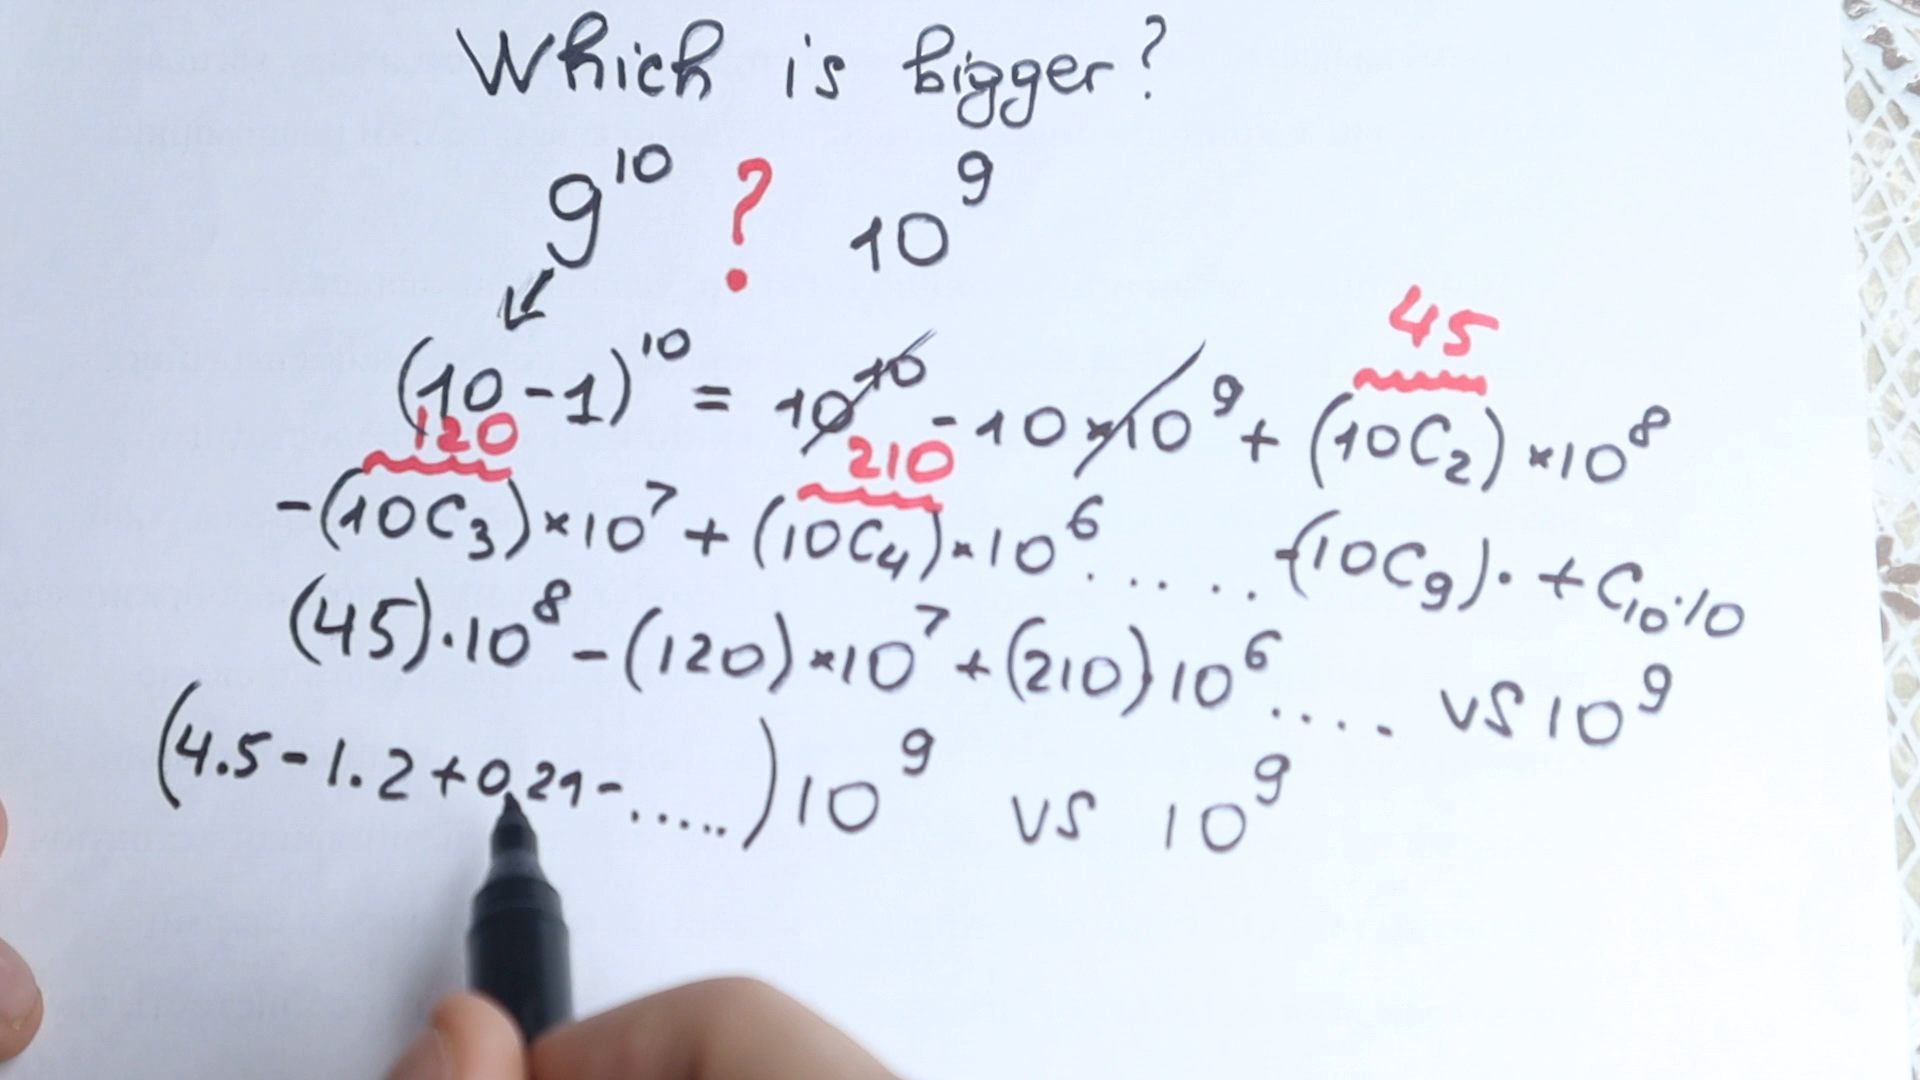 Which is bigger?
9^10 ? 10^9
(10-1)^10 = 10^10 - 10×10^9 + (10C₂)×10^8
45
120
210
-(10C₃)×10^7 + (10C₄)·10^6 ..... -(10C₉)· + C₁₀·10
(45)·10^8 - (120)×10^7 + (210)·10^6 .... vs 10^9
(4.5 - 1.2 + 0.21 - .....)10^9 vs 10^9